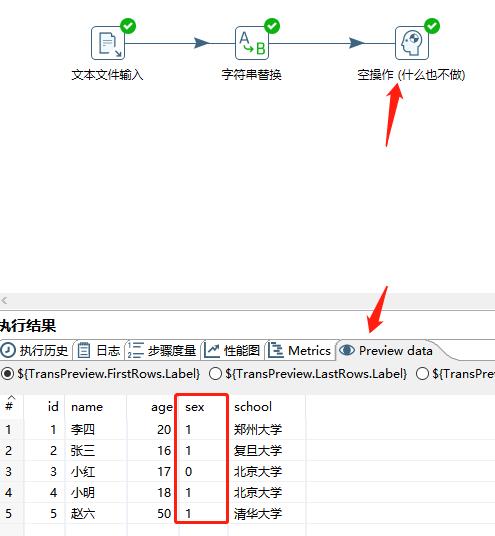 A
B
文本文件输入
字符串替换
空操作 (什么也不做)
执行结果
执行历史 日志 步骤度量 性能图 Metrics Preview data
${TransPreview.FirstRows.Label} ${TransPreview.LastRows.Label} ${TransPrev
# id name age sex school
1 1 李四 20 1 郑州大学
2 2 张三 16 1 复旦大学
3 3 小红 17 0 北京大学
4 4 小明 18 1 北京大学
5 5 赵六 50 1 清华大学